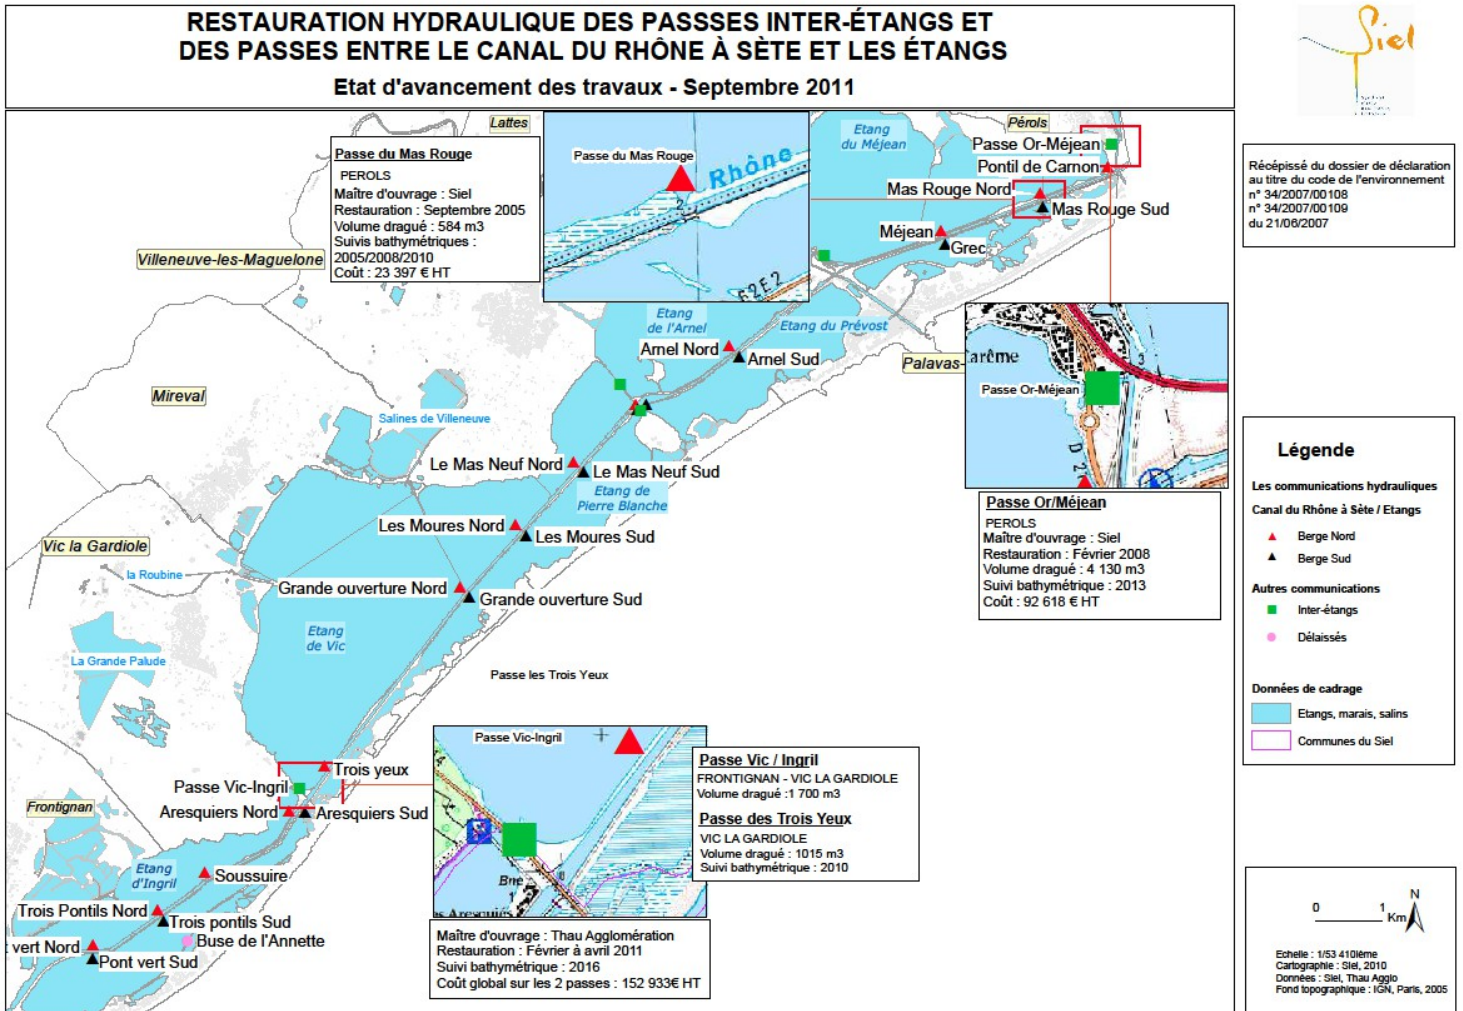 RESTAURATION HYDRAULIQUE DES PASSSES INTER-ÉTANGS ET
DES PASSES ENTRE LE CANAL DU RHÔNE À SÈTE ET LES ÉTANGS
Etat d'avancement des travaux - Septembre 2011
Siel
Récépissé du dossier de déclaration
au titre du code de l'environnement
n° 34/2007/00108
n° 34/2007/00109
du 21/06/2007
Lattes
Passe du Mas Rouge
PEROLS
Maître d'ouvrage : Siel
Restauration : Septembre 2005
Volume dragué : 584 m3
Suivis bathymétriques :
2005/2008/2010
Coût : 23 397 € HT
Passe du Mas Rouge
Rhône
2
62E2
Etang
du Méjean
Pérols
Passe Or-Méjean
Pontil de Carnon
Mas Rouge Nord
Mas Rouge Sud
Méjean
Grec
Villeneuve-les-Maguelone
Etang
de l'Arnel
Etang du Prévost
Arnel Nord
Arnel Sud
Palavas-
arême
3
Passe Or-Méjean
D 2
Mireval
Salines de Villeneuve
Le Mas Neuf Nord
Le Mas Neuf Sud
Etang de
Pierre Blanche
Passe Or/Méjean
PEROLS
Maître d'ouvrage : Siel
Restauration : Février 2008
Volume dragué : 4 130 m3
Suivi bathymétrique : 2013
Coût : 92 618 € HT
Les Moures Nord
Les Moures Sud
Vic la Gardiole
la Roubine
Grande ouverture Nord
Grande ouverture Sud
Etang
de Vic
La Grande Palude
Passe les Trois Yeux
Passe Vic-Ingril
Passe Vic / Ingril
FRONTIGNAN - VIC LA GARDIOLE
Volume dragué :1 700 m3
Passe des Trois Yeux
VIC LA GARDIOLE
Volume dragué : 1015 m3
Suivi bathymétrique : 2010
Trois yeux
Passe Vic-Ingril
Aresquiers Nord
Aresquiers Sud
Frontignan
Etang
d'Ingril
Soussuire
Trois Pontils Nord
Trois pontils Sud
Buse de l'Annette
t vert Nord
Pont vert Sud
Bne
1
s Aresquie
Maître d'ouvrage : Thau Agglomération
Restauration : Février à avril 2011
Suivi bathymétrique : 2016
Coût global sur les 2 passes : 152 933€ HT
Légende
Les communications hydrauliques
Canal du Rhône à Sète / Etangs
Berge Nord
Berge Sud
Autres communications
Inter-étangs
Délaissés
Données de cadrage
Etangs, marais, salins
Communes du Siel
0 1 Km
N
Echelle : 1/53 410ième
Cartographie : Siel, 2010
Données : Siel, Thau Agglo
Fond topographique : IGN, Paris, 2005